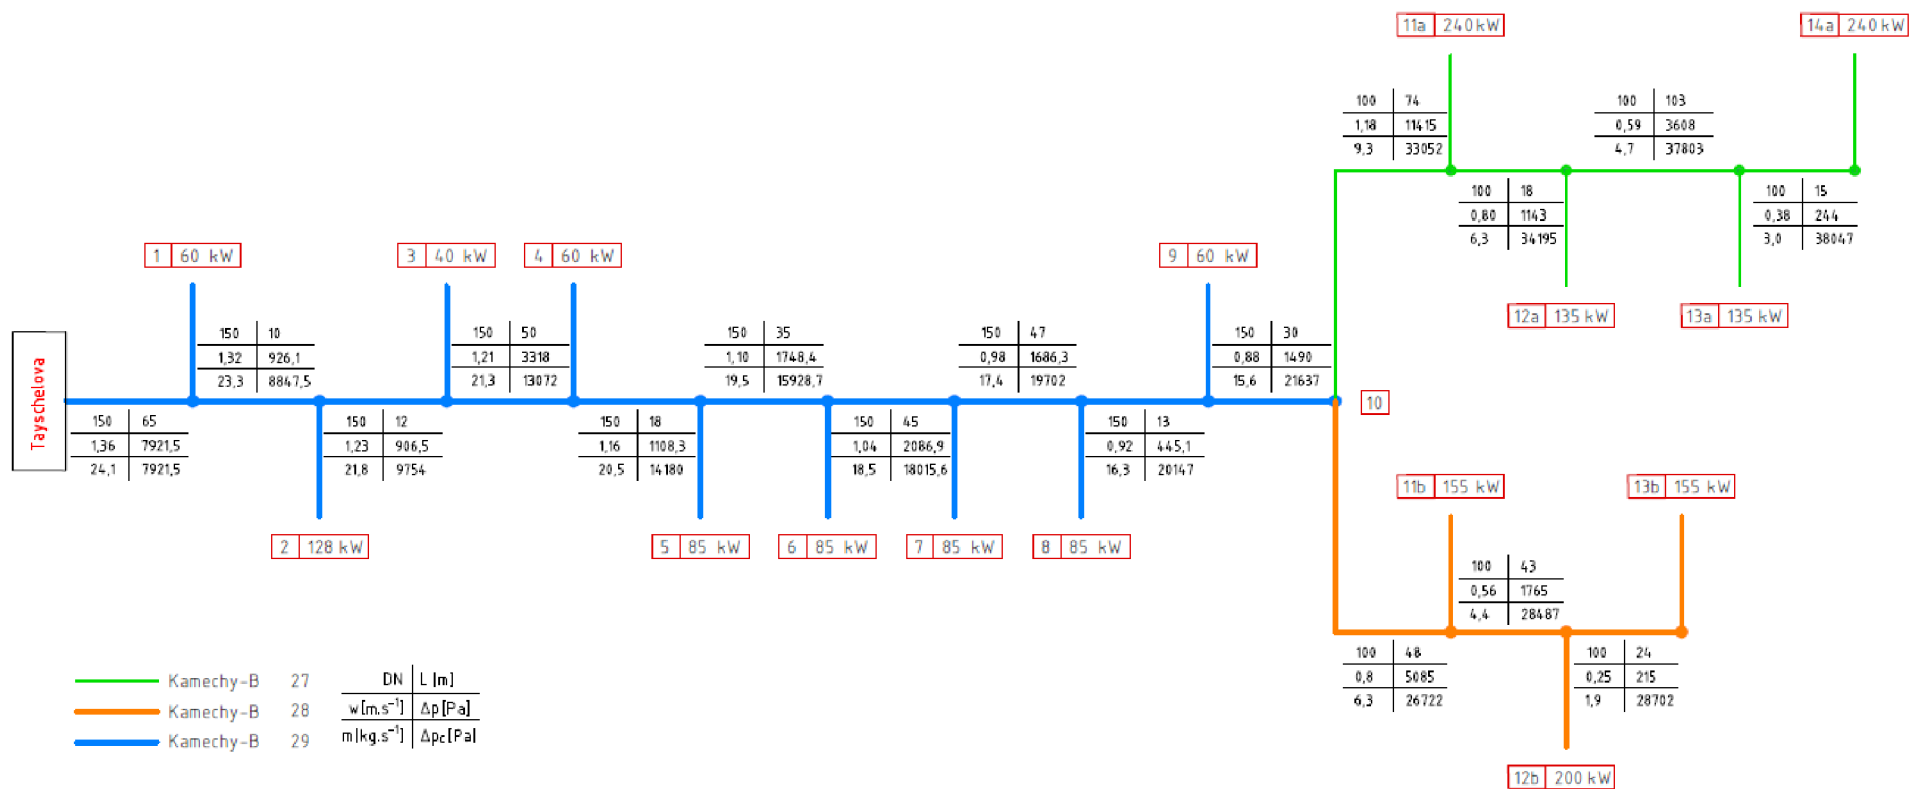 11a 240 kW
14a 240 kW
100 74
1,18 11415
9,3 33052
100 103
0,59 3608
4,7 37803
100 18
0,80 1143
6,3 34195
100 15
0,38 244
3,0 38047
1 60 kW
3 40 kW
4 60 kW
9 60 kW
12a 135 kW
13a 135 kW
Tayschelova
150 10
1,32 926,1
23,3 8847,5
150 50
1,21 3318
21,3 13072
150 35
1,10 1748,4
19,5 15928,7
150 47
0,98 1686,3
17,4 19702
150 30
0,88 1490
15,6 21637
10
150 65
1,36 7921,5
24,1 7921,5
150 12
1,23 906,5
21,8 9754
150 18
1,16 1108,3
20,5 14180
150 45
1,04 2086,9
18,5 18015,6
150 13
0,92 445,1
16,3 20147
11b 155 kW
13b 155 kW
2 128 kW
5 85 kW
6 85 kW
7 85 kW
8 85 kW
100 43
0,56 1765
4,4 28487
100 48
0,8 5085
6,3 26722
100 24
0,25 215
1,9 28702
12b 200 kW
Kamechy-B 27
Kamechy-B 28
Kamechy-B 29
DN L [m]
w[m.s⁻¹] Δp[Pa]
m[kg.s⁻¹] Δpc[Pa]